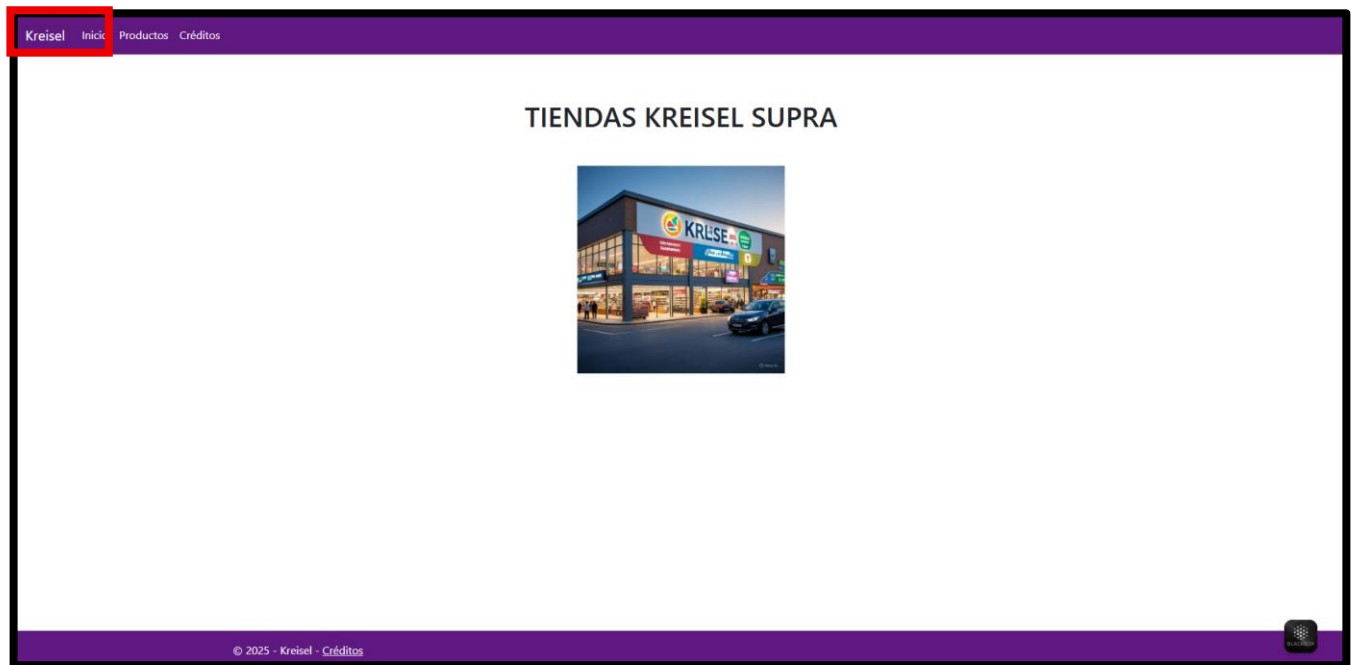 Kreisel Inicio Productos Créditos
TIENDAS KREISEL SUPRA
© 2025 - Kreisel - Créditos